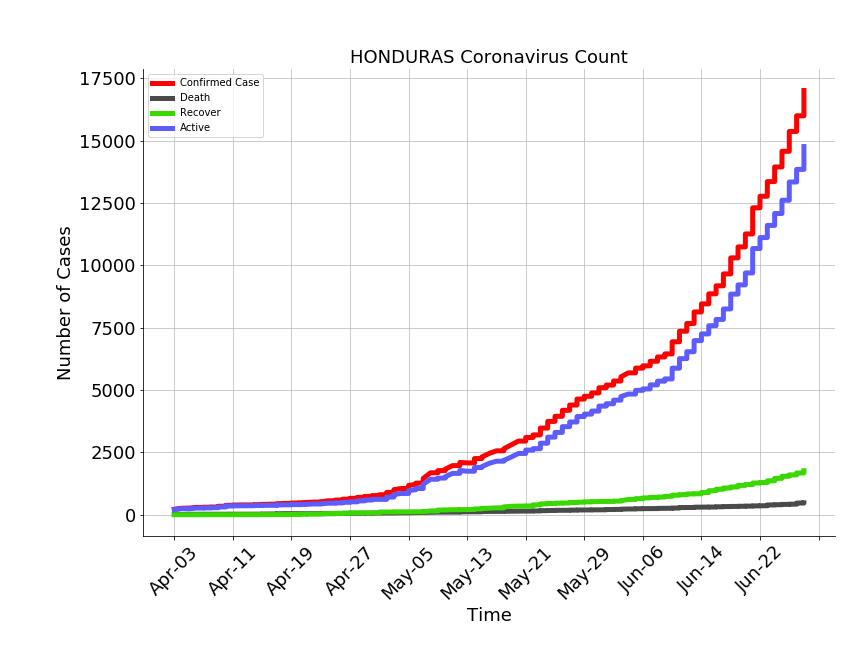 HONDURAS Coronavirus Count
Confirmed Case
Death
Recover
Active
Number of Cases
17500
15000
12500
10000
7500
5000
2500
0
Apr-03
Apr-11
Apr-19
Apr-27
May-05
May-13
May-21
May-29
Jun-06
Jun-14
Jun-22
Time